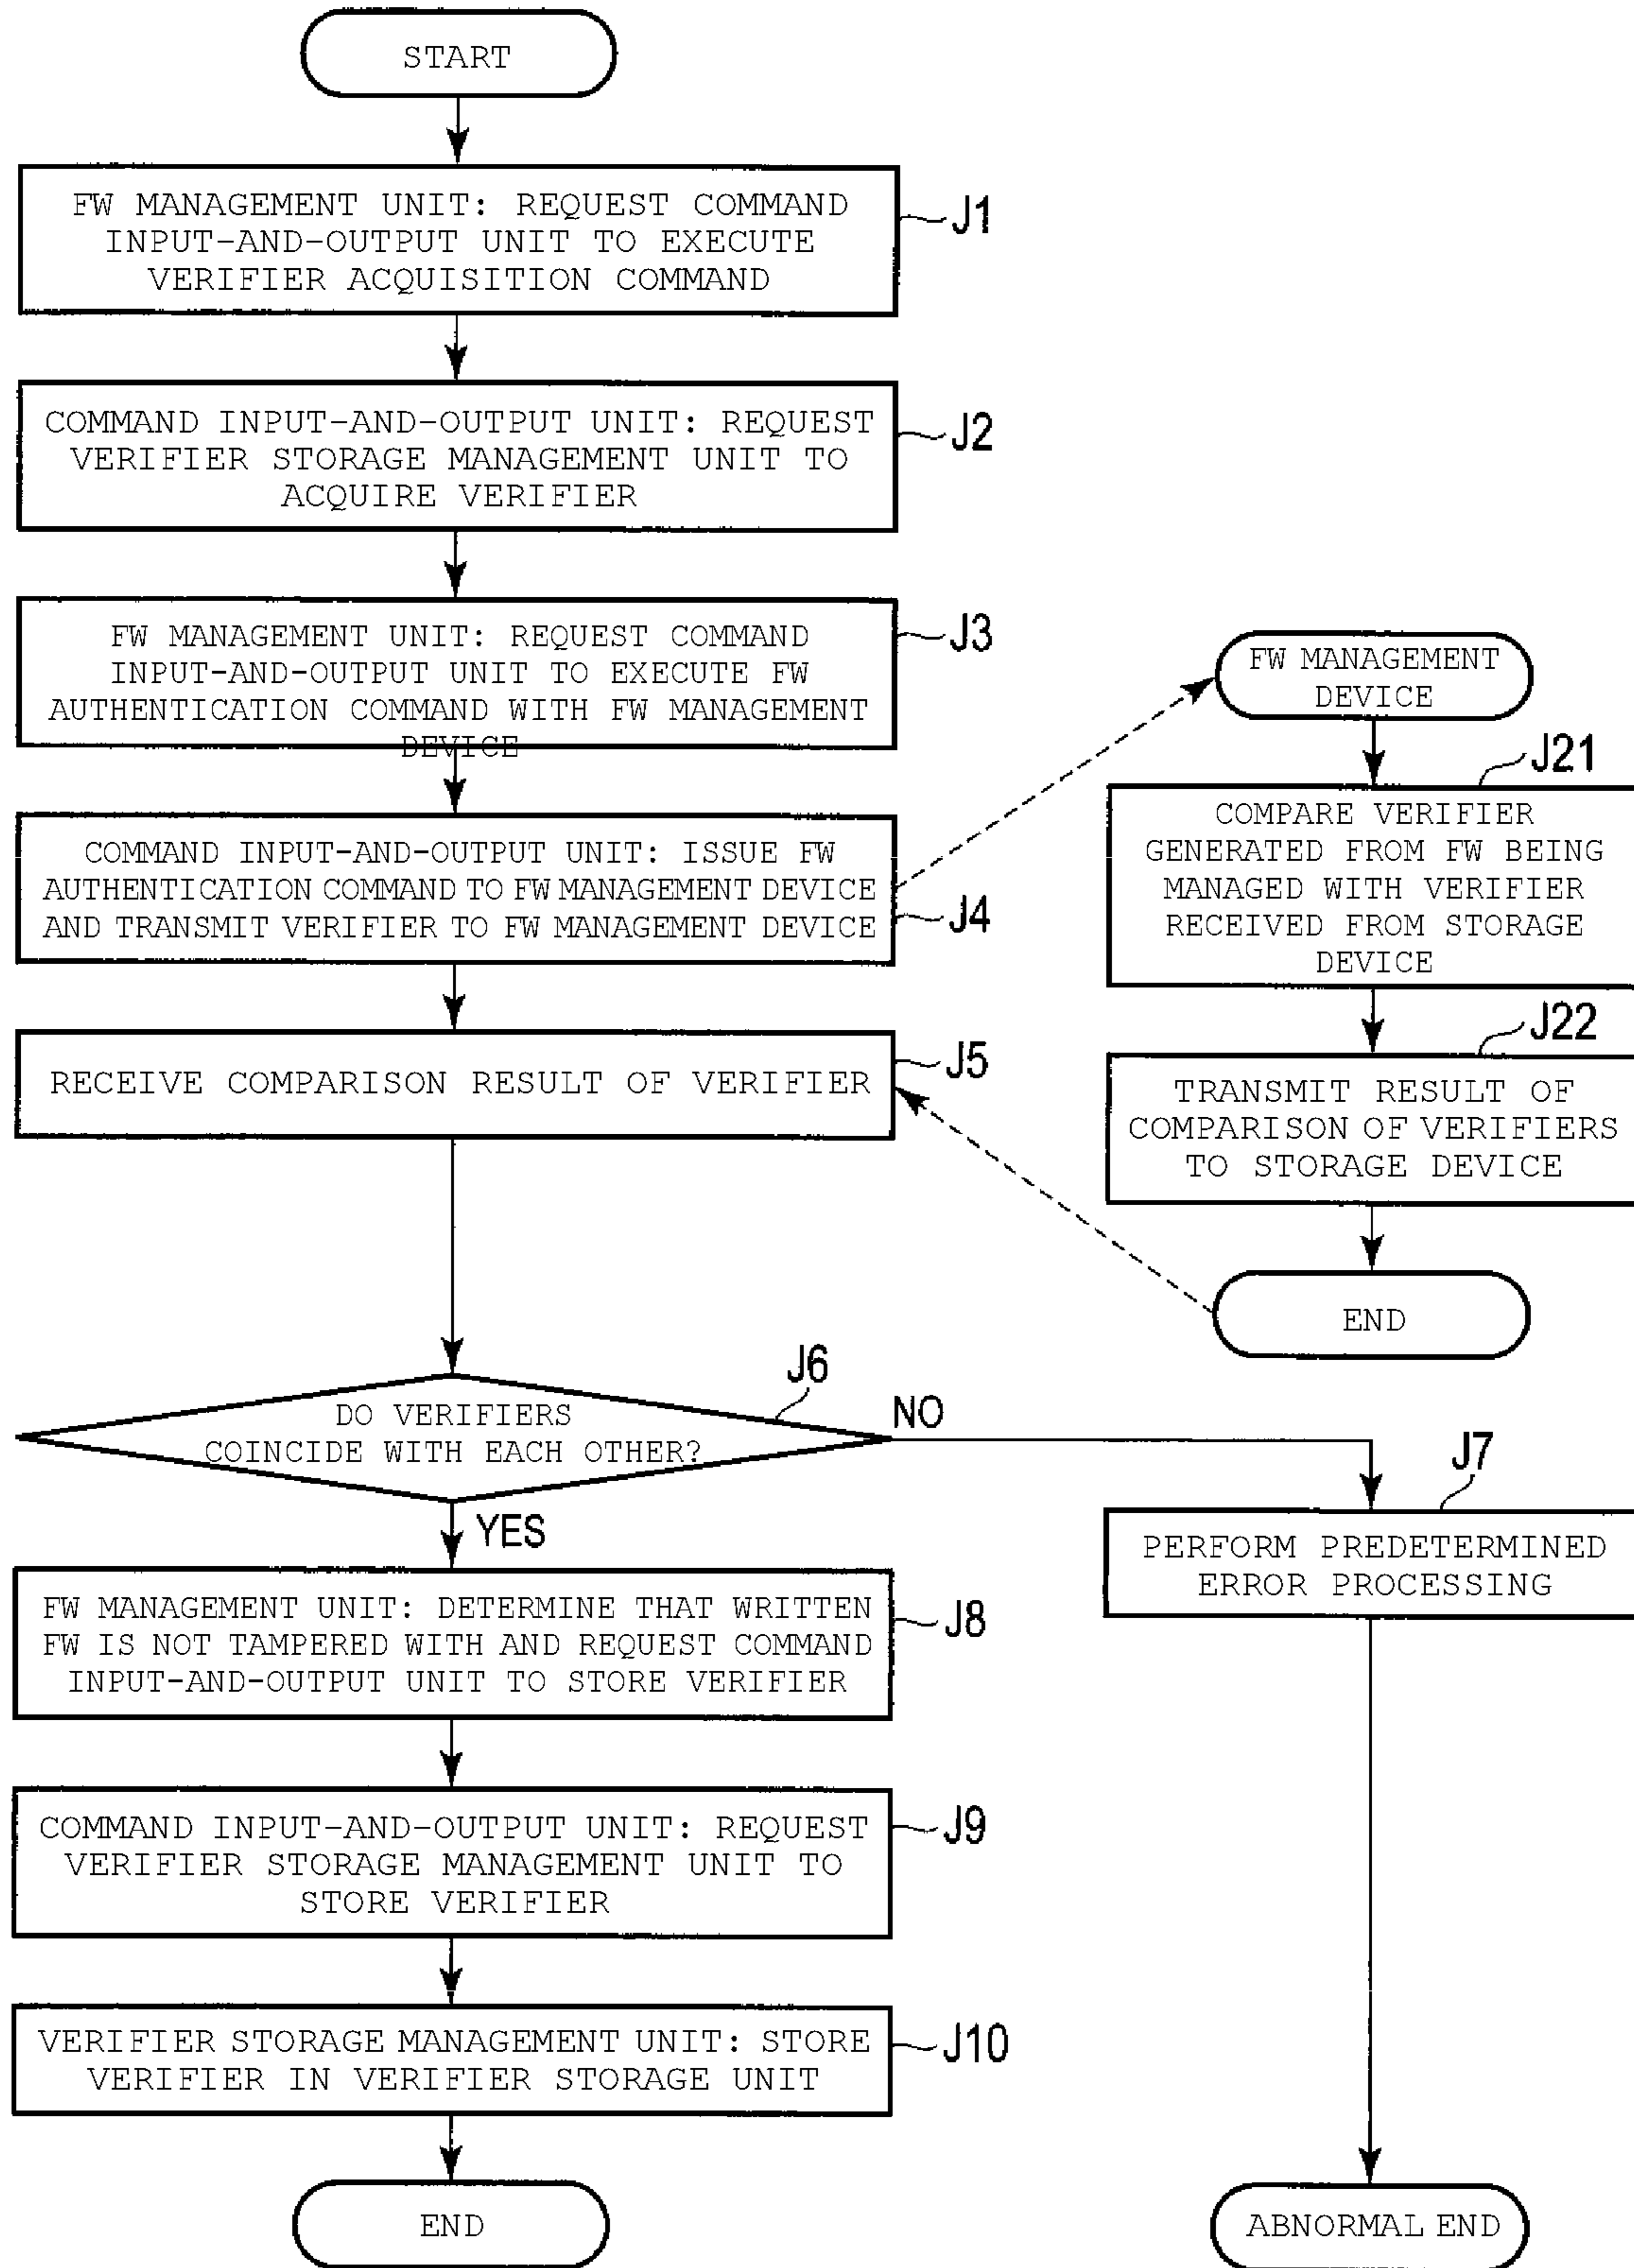 START
FW MANAGEMENT UNIT: REQUEST COMMAND
INPUT-AND-OUTPUT UNIT TO EXECUTE
VERIFIER ACQUISITION COMMAND
J1
COMMAND INPUT-AND-OUTPUT UNIT: REQUEST
VERIFIER STORAGE MANAGEMENT UNIT TO
ACQUIRE VERIFIER
J2
FW MANAGEMENT UNIT: REQUEST COMMAND
INPUT-AND-OUTPUT UNIT TO EXECUTE FW
AUTHENTICATION COMMAND WITH FW MANAGEMENT
DEVICE
J3
COMMAND INPUT-AND-OUTPUT UNIT: ISSUE FW
AUTHENTICATION COMMAND TO FW MANAGEMENT DEVICE
AND TRANSMIT VERIFIER TO FW MANAGEMENT DEVICE
J4
FW MANAGEMENT
DEVICE
J21
COMPARE VERIFIER
GENERATED FROM FW BEING
MANAGED WITH VERIFIER
RECEIVED FROM STORAGE
DEVICE
J22
TRANSMIT RESULT OF
COMPARISON OF VERIFIERS
TO STORAGE DEVICE
END
RECEIVE COMPARISON RESULT OF VERIFIER
J5
J6
DO VERIFIERS
COINCIDE WITH EACH OTHER?
NO
YES
J7
PERFORM PREDETERMINED
ERROR PROCESSING
FW MANAGEMENT UNIT: DETERMINE THAT WRITTEN
FW IS NOT TAMPERED WITH AND REQUEST COMMAND
INPUT-AND-OUTPUT UNIT TO STORE VERIFIER
J8
COMMAND INPUT-AND-OUTPUT UNIT: REQUEST
VERIFIER STORAGE MANAGEMENT UNIT TO
STORE VERIFIER
J9
VERIFIER STORAGE MANAGEMENT UNIT: STORE
VERIFIER IN VERIFIER STORAGE UNIT
J10
END
ABNORMAL END